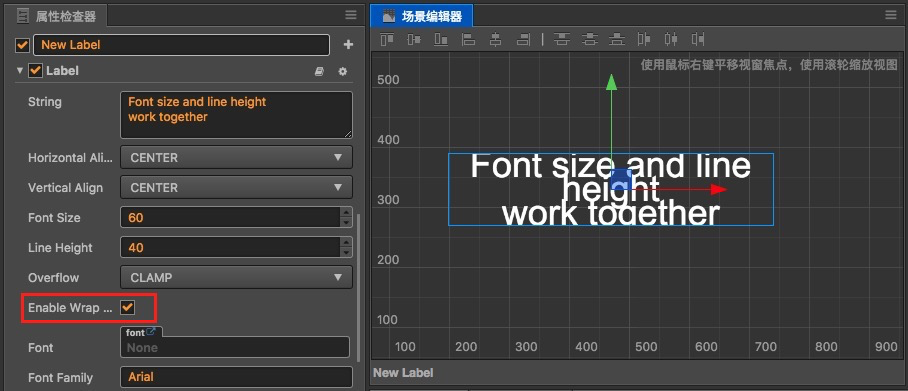 属性检查器
New Label
Label
String
Font size and line height
work together
Horizontal Ali...
CENTER
Vertical Align
CENTER
Font Size
60
Line Height
40
Overflow
CLAMP
Enable Wrap ...
font
Font
None
Font Family
Arial
场景编辑器
使用鼠标右键平移视窗焦点，使用滚轮缩放视图
500
400
300
200
100
Font size and line
height
work together
100
200
300
400
500
600
700
800
900
New Label